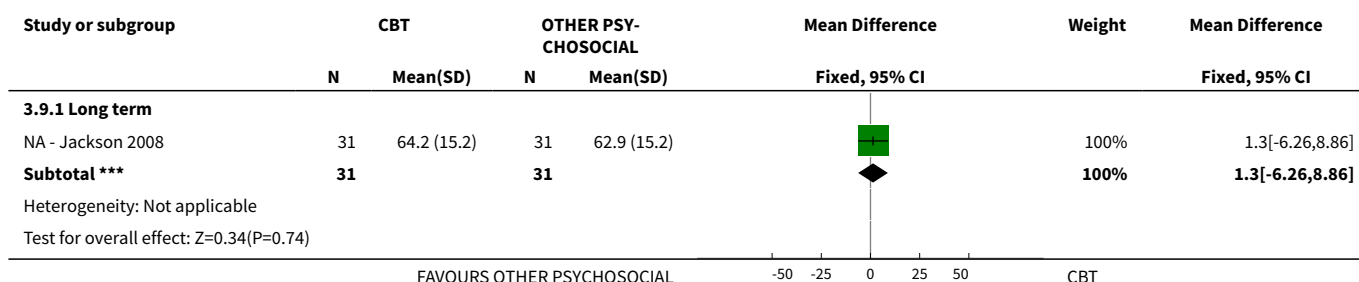 Study or subgroup CBT OTHER PSY-CHOSOCIAL Mean Difference Weight Mean Difference
N Mean(SD) N Mean(SD) Fixed, 95% CI Fixed, 95% CI
3.9.1 Long term
NA - Jackson 2008 31 64.2 (15.2) 31 62.9 (15.2) 100% 1.3[-6.26,8.86]
Subtotal *** 31 31 100% 1.3[-6.26,8.86]
Heterogeneity: Not applicable
Test for overall effect: Z=0.34(P=0.74)
FAVOURS OTHER PSYCHOSOCIAL -50 -25 0 25 50 CBT